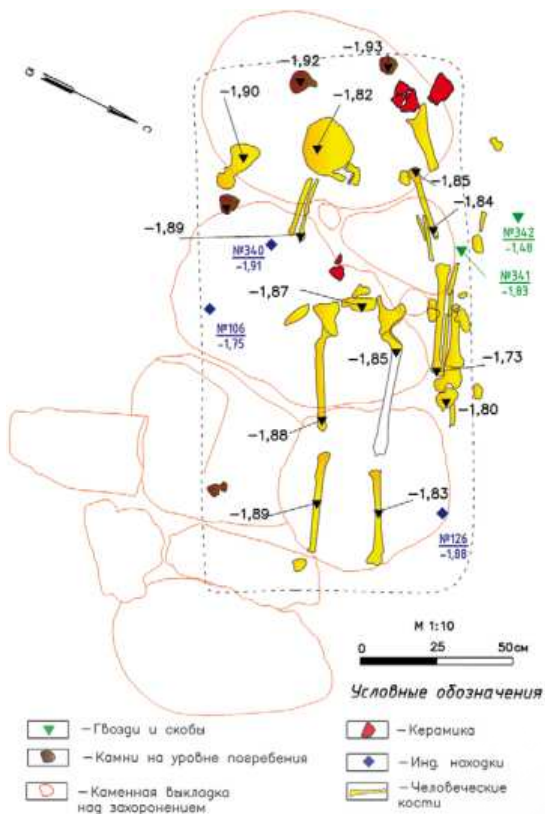 -1,93
-1,92
-1,90
-1,82
ю
с
-1,85
-1,84
-1,89
№340
-1,91
№342
-1,48
№341
-1,83
-1,87
№106
-1,75
-1,85
-1,73
-1,80
-1,88
-1,89
-1,83
№126
-1,88
М 1:10
0 25 50см
Условные обозначения
-Гвозди и скобы
-Керамика
-Камни на уровне погребения
-Инд. находки
-Каменная выкладка
над захоронением
-Человеческие
кости